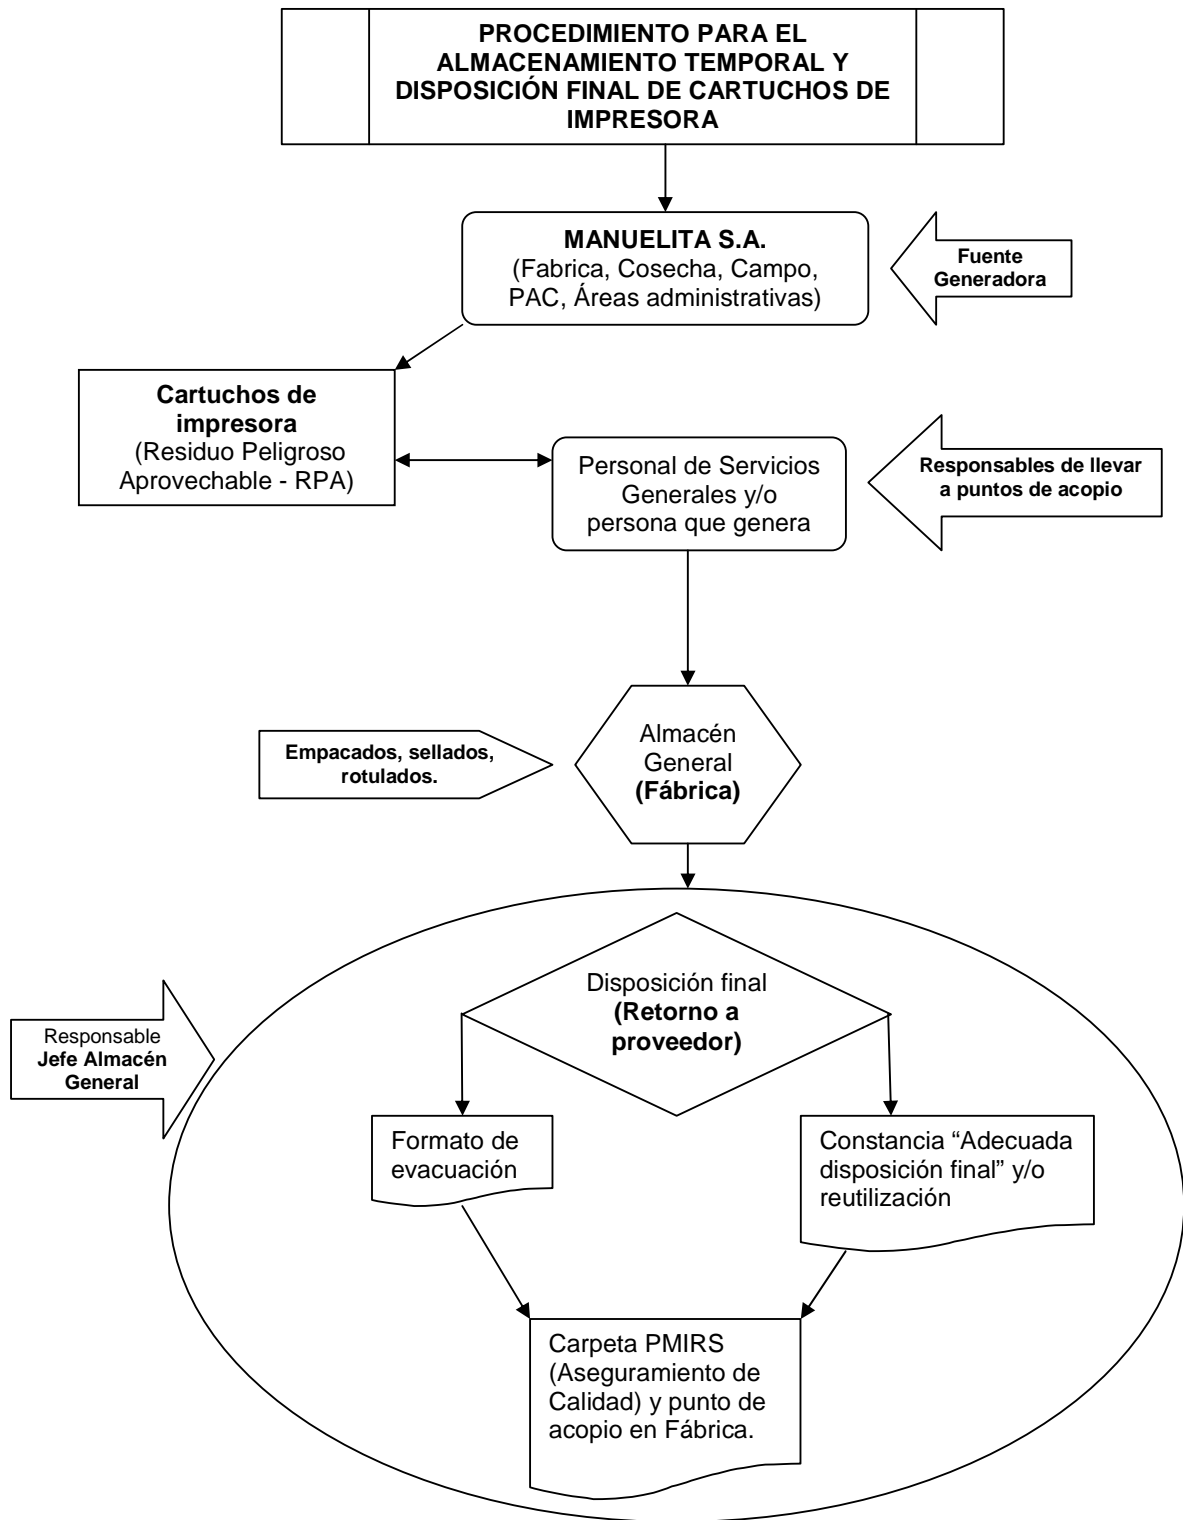 PROCEDIMIENTO PARA EL
ALMACENAMIENTO TEMPORAL Y
DISPOSICIÓN FINAL DE CARTUCHOS DE
IMPRESORA
MANUELITA S.A.
(Fabrica, Cosecha, Campo,
PAC, Áreas administrativas)
Fuente
Generadora
Cartuchos de
impresora
(Residuo Peligroso
Aprovechable - RPA)
Personal de Servicios
Generales y/o
persona que genera
Responsables de llevar
a puntos de acopio
Empacados, sellados,
rotulados.
Almacén
General
(Fábrica)
Disposición final
(Retorno a
proveedor)
Responsable
Jefe Almacén
General
Formato de
evacuación
Constancia “Adecuada
disposición final” y/o
reutilización
Carpeta PMIRS
(Aseguramiento de
Calidad) y punto de
acopio en Fábrica.